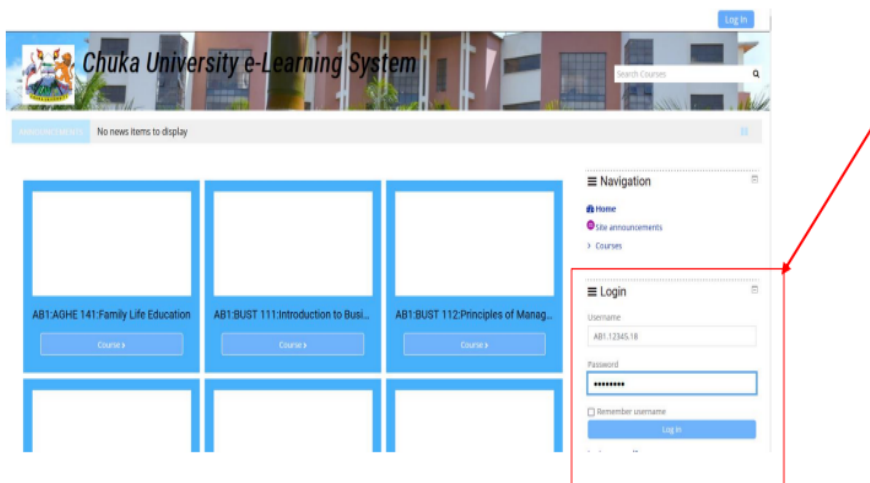 Log In
Chuka University e-Learning System
Search Courses
ANNOUNCEMENTS No news items to display
Navigation
Home
Site announcements
Courses
Login
Username
AB1.12345.18
Password
••••••••
Remember username
Log in
AB1:AGHE 141:Family Life Education
Course
AB1:BUST 111:Introduction to Busi...
Course
AB1:BUST 112:Principles of Manag...
Course